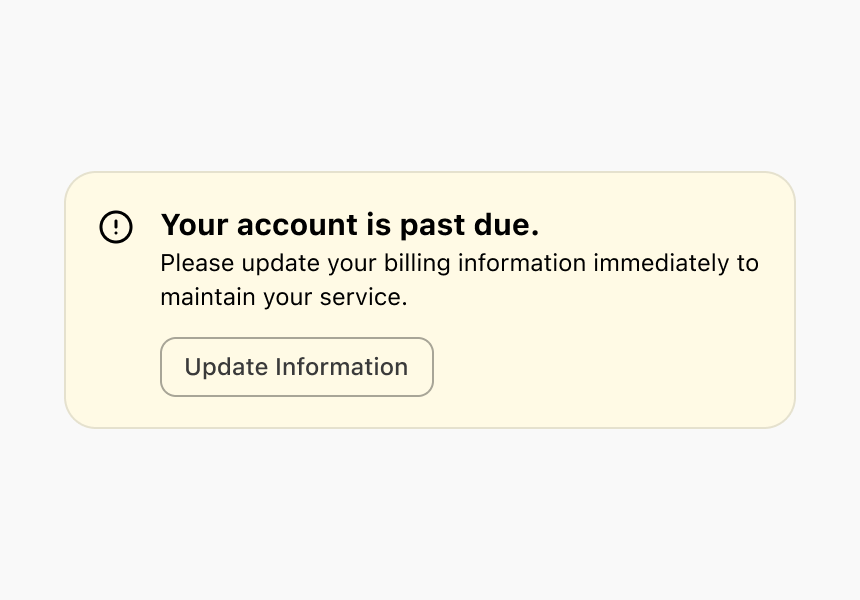 Your account is past due.
Please update your billing information immediately to
maintain your service.
Update Information